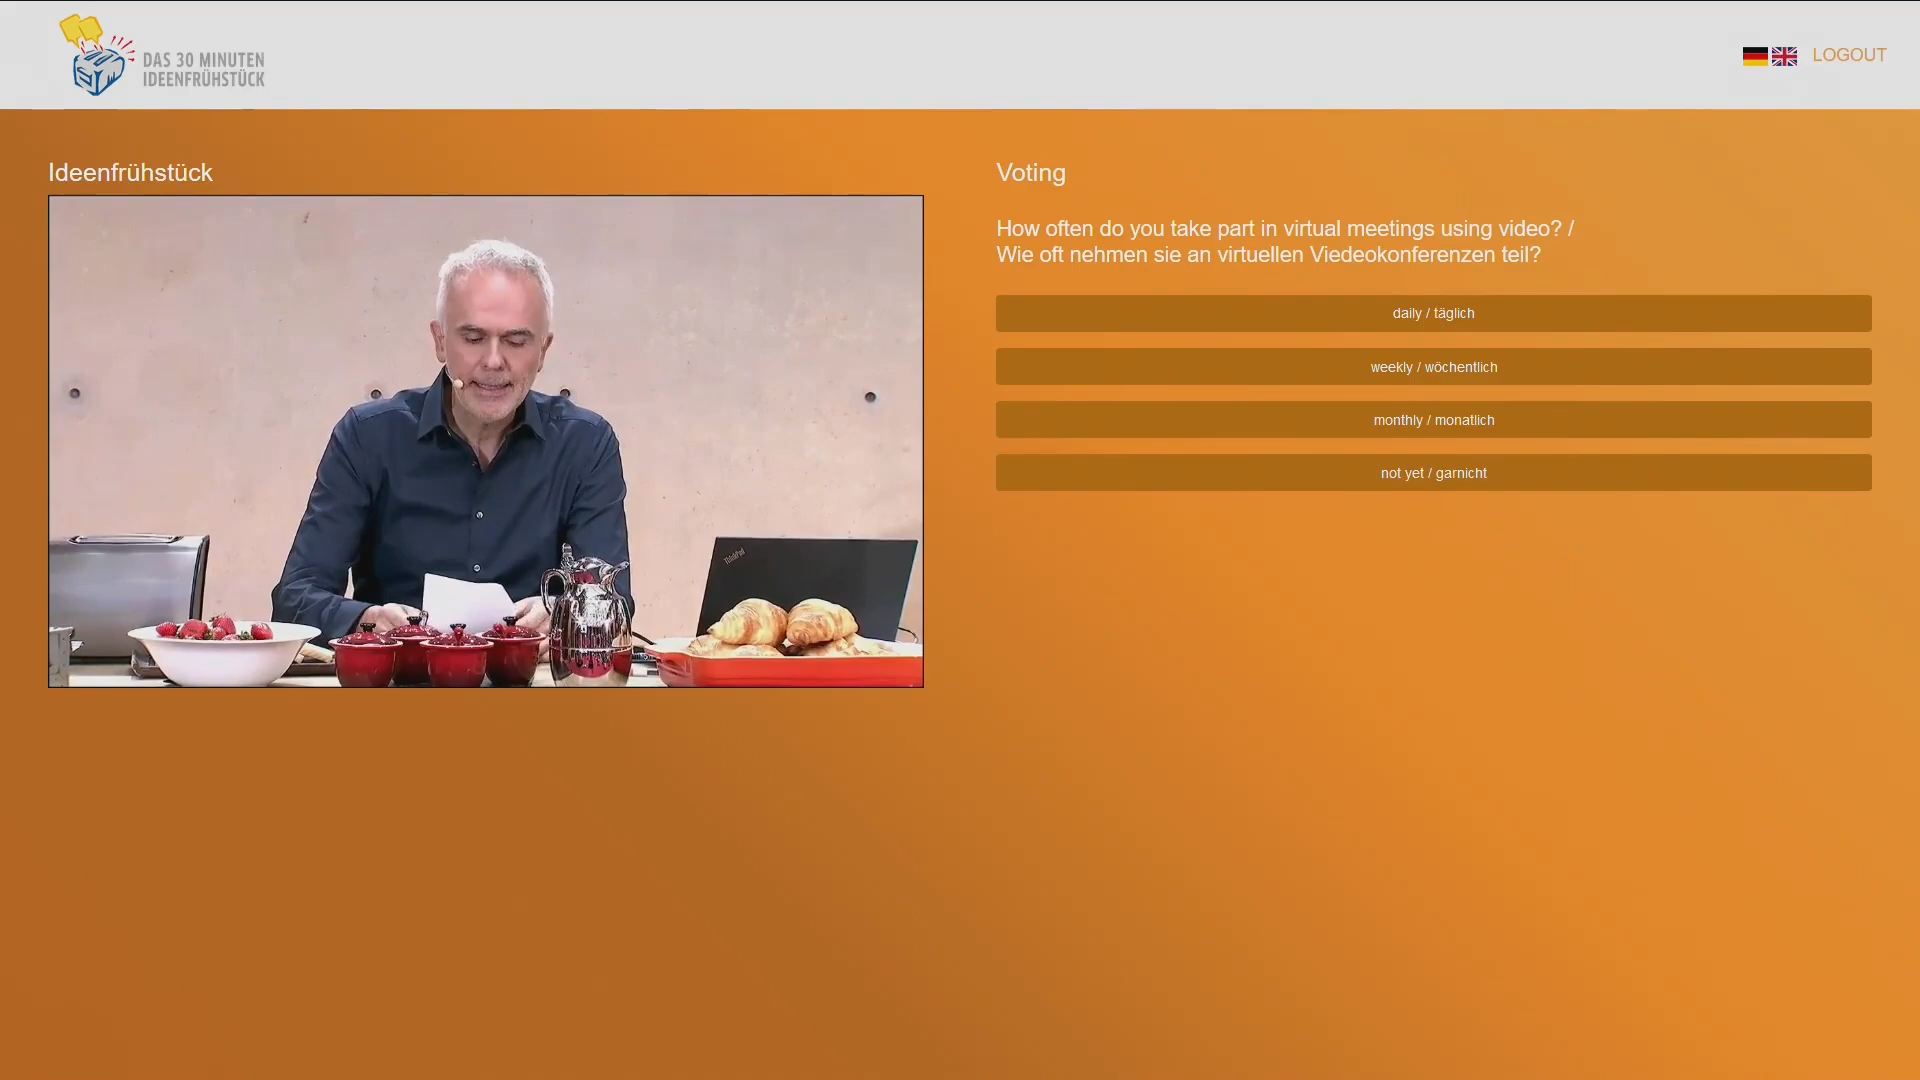 DAS 30 MINUTEN
IDEENFRÜHSTÜCK
LOGOUT
Ideenfrühstück
ThinkPad
Voting
How often do you take part in virtual meetings using video? /
Wie oft nehmen sie an virtuellen Viedeokonferenzen teil?
daily / täglich
weekly / wöchentlich
monthly / monatlich
not yet / garnicht